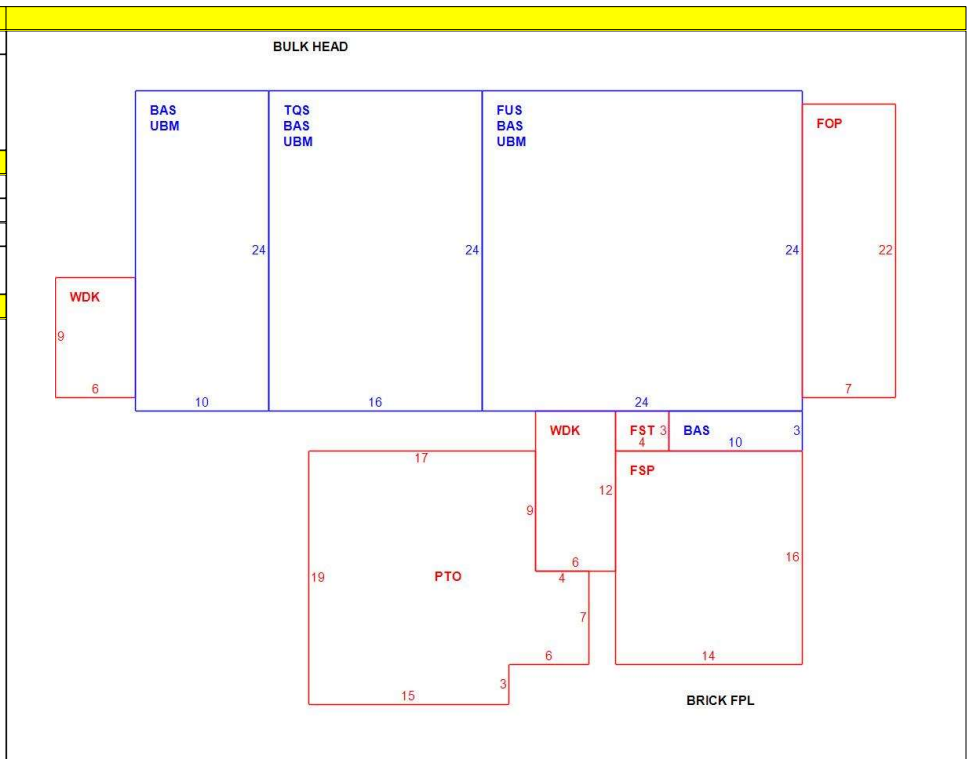 BULK HEAD
BAS
UBM
TQS
BAS
UBM
FUS
BAS
UBM
FOP
24
24
24
22
WDK
9
6
10
16
24
7
WDK
FST
3
4
BAS
3
10
17
FSP
12
9
16
6
4
19
PTO
7
6
14
3
15
BRICK FPL